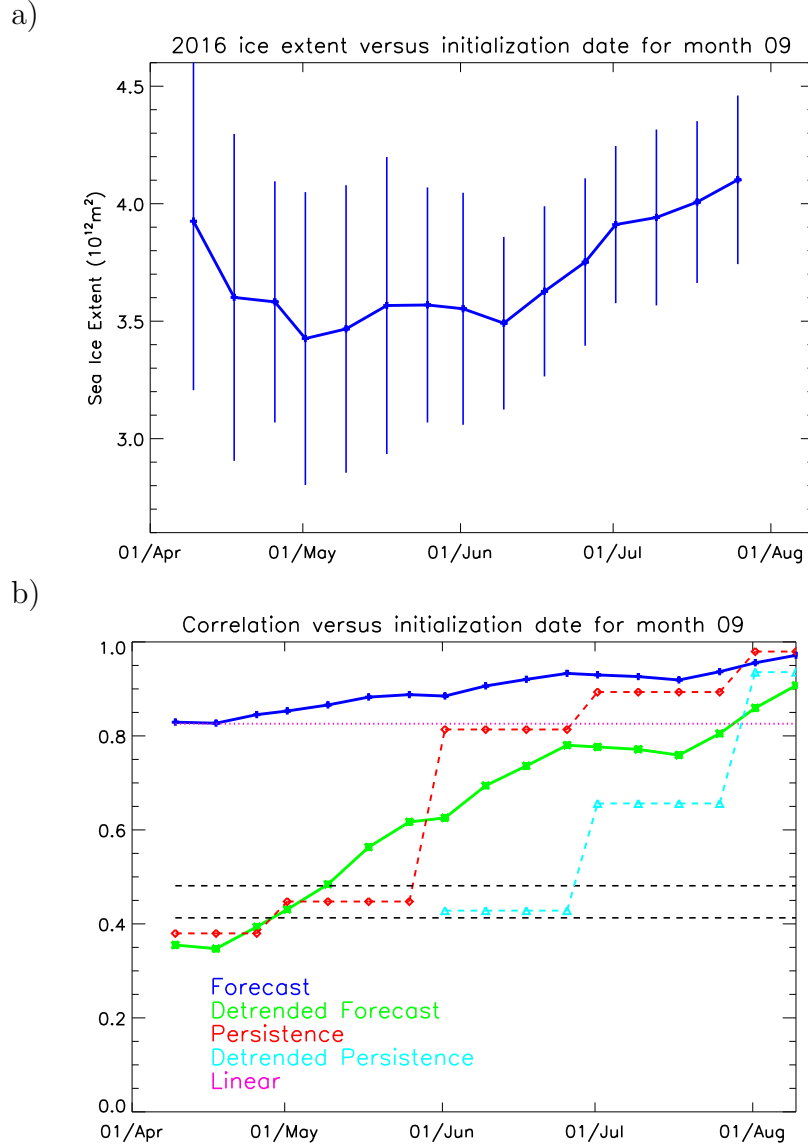 a)
2016 ice extent versus initialization date for month 09
4.5
4.0
3.5
3.0
Sea Ice Extent (10¹²m²)
01/Apr 01/May 01/Jun 01/Jul 01/Aug
b)
Correlation versus initialization date for month 09
1.0
0.8
0.6
0.4
0.2
0.0
Forecast
Detrended Forecast
Persistence
Detrended Persistence
Linear
01/Apr 01/May 01/Jun 01/Jul 01/Aug